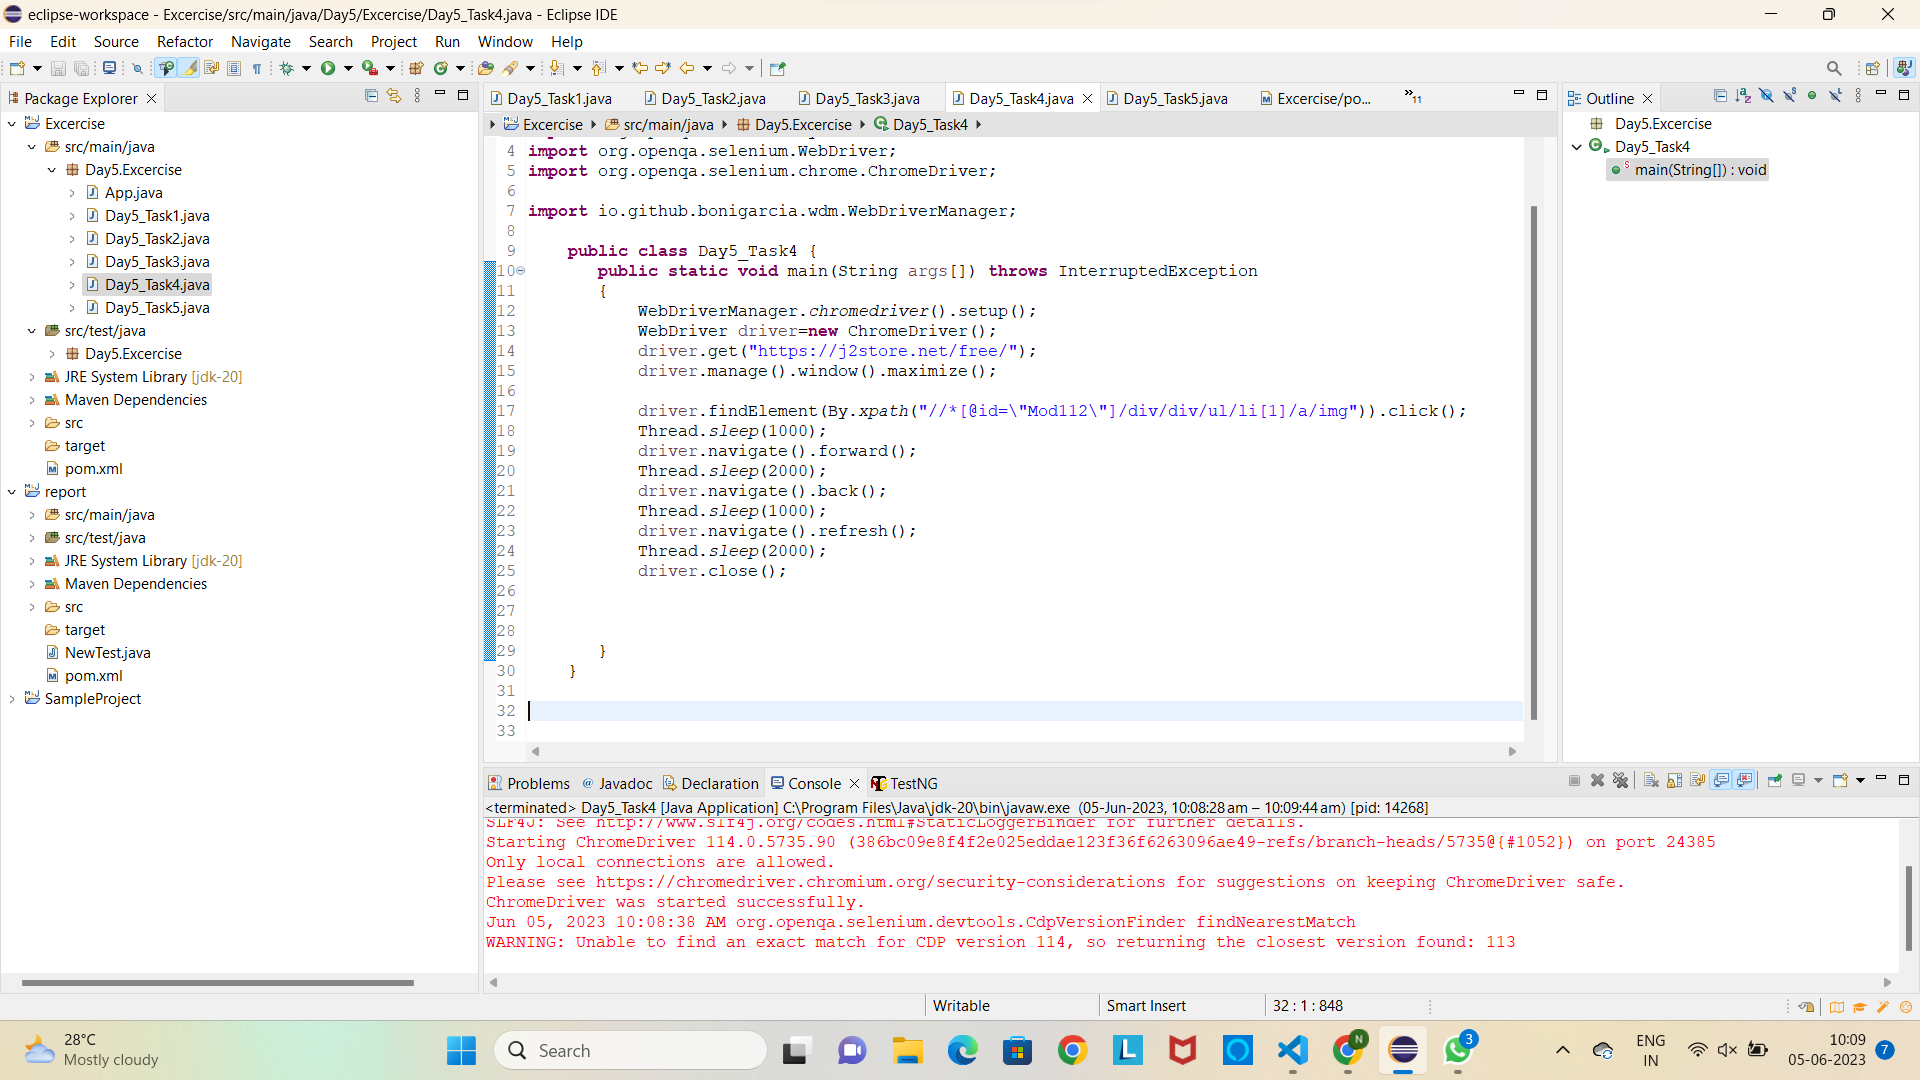 eclipse-workspace - Excercise/src/main/java/Day5/Excercise/Day5_Task4.java - Eclipse IDE
File Edit Source Refactor Navigate Search Project Run Window Help
Package Explorer
Excercise
src/main/java
Day5.Excercise
App.java
Day5_Task1.java
Day5_Task2.java
Day5_Task3.java
Day5_Task4.java
Day5_Task5.java
src/test/java
Day5.Excercise
JRE System Library [jdk-20]
Maven Dependencies
src
target
pom.xml
report
src/main/java
src/test/java
JRE System Library [jdk-20]
Maven Dependencies
src
target
NewTest.java
pom.xml
SampleProject
Day5_Task1.java Day5_Task2.java Day5_Task3.java Day5_Task4.java Day5_Task5.java Excercise/po... »11
Excercise src/main/java Day5.Excercise Day5_Task4
4 import org.openqa.selenium.WebDriver;
5 import org.openqa.selenium.chrome.ChromeDriver;
6
7 import io.github.bonigarcia.wdm.WebDriverManager;
8
9 public class Day5_Task4 {
10 public static void main(String args[]) throws InterruptedException
11 {
12 WebDriverManager.chromedriver().setup();
13 WebDriver driver=new ChromeDriver();
14 driver.get("https://j2store.net/free/");
15 driver.manage().window().maximize();
16
17 driver.findElement(By.xpath("//*[@id=\"Mod112\"]/div/div/ul/li[1]/a/img")).click();
18 Thread.sleep(1000);
19 driver.navigate().forward();
20 Thread.sleep(2000);
21 driver.navigate().back();
22 Thread.sleep(1000);
23 driver.navigate().refresh();
24 Thread.sleep(2000);
25 driver.close();
26
27
28
29 }
30 }
31
32
33
Outline
Day5.Excercise
Day5_Task4
main(String[]) : void
Problems Javadoc Declaration Console TestNG
<terminated> Day5_Task4 [Java Application] C:\Program Files\Java\jdk-20\bin\javaw.exe (05-Jun-2023, 10:08:28 am – 10:09:44 am) [pid: 14268]
SLF4J: See http://www.slf4j.org/codes.html#StaticLoggerBinder for further details.
Starting ChromeDriver 114.0.5735.90 (386bc09e8f4f2e025eddae123f36f6263096ae49-refs/branch-heads/5735@{#1052}) on port 24385
Only local connections are allowed.
Please see https://chromedriver.chromium.org/security-considerations for suggestions on keeping ChromeDriver safe.
ChromeDriver was started successfully.
Jun 05, 2023 10:08:38 AM org.openqa.selenium.devtools.CdpVersionFinder findNearestMatch
WARNING: Unable to find an exact match for CDP version 114, so returning the closest version found: 113
Writable Smart Insert 32 : 1 : 848
28°C
Mostly cloudy
Search
N
3
ENG
IN
10:09
05-06-2023
7